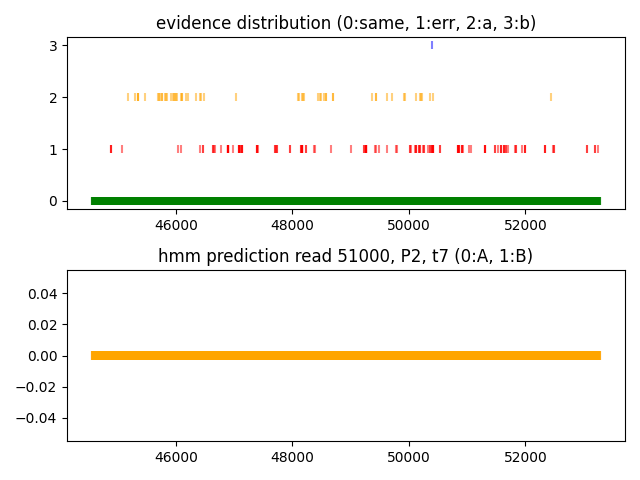 evidence distribution (0:same, 1:err, 2:a, 3:b)
3
2
1
0
46000 48000 50000 52000
hmm prediction read 51000, P2, t7 (0:A, 1:B)
0.04
0.02
0.00
−0.02
−0.04
46000 48000 50000 52000